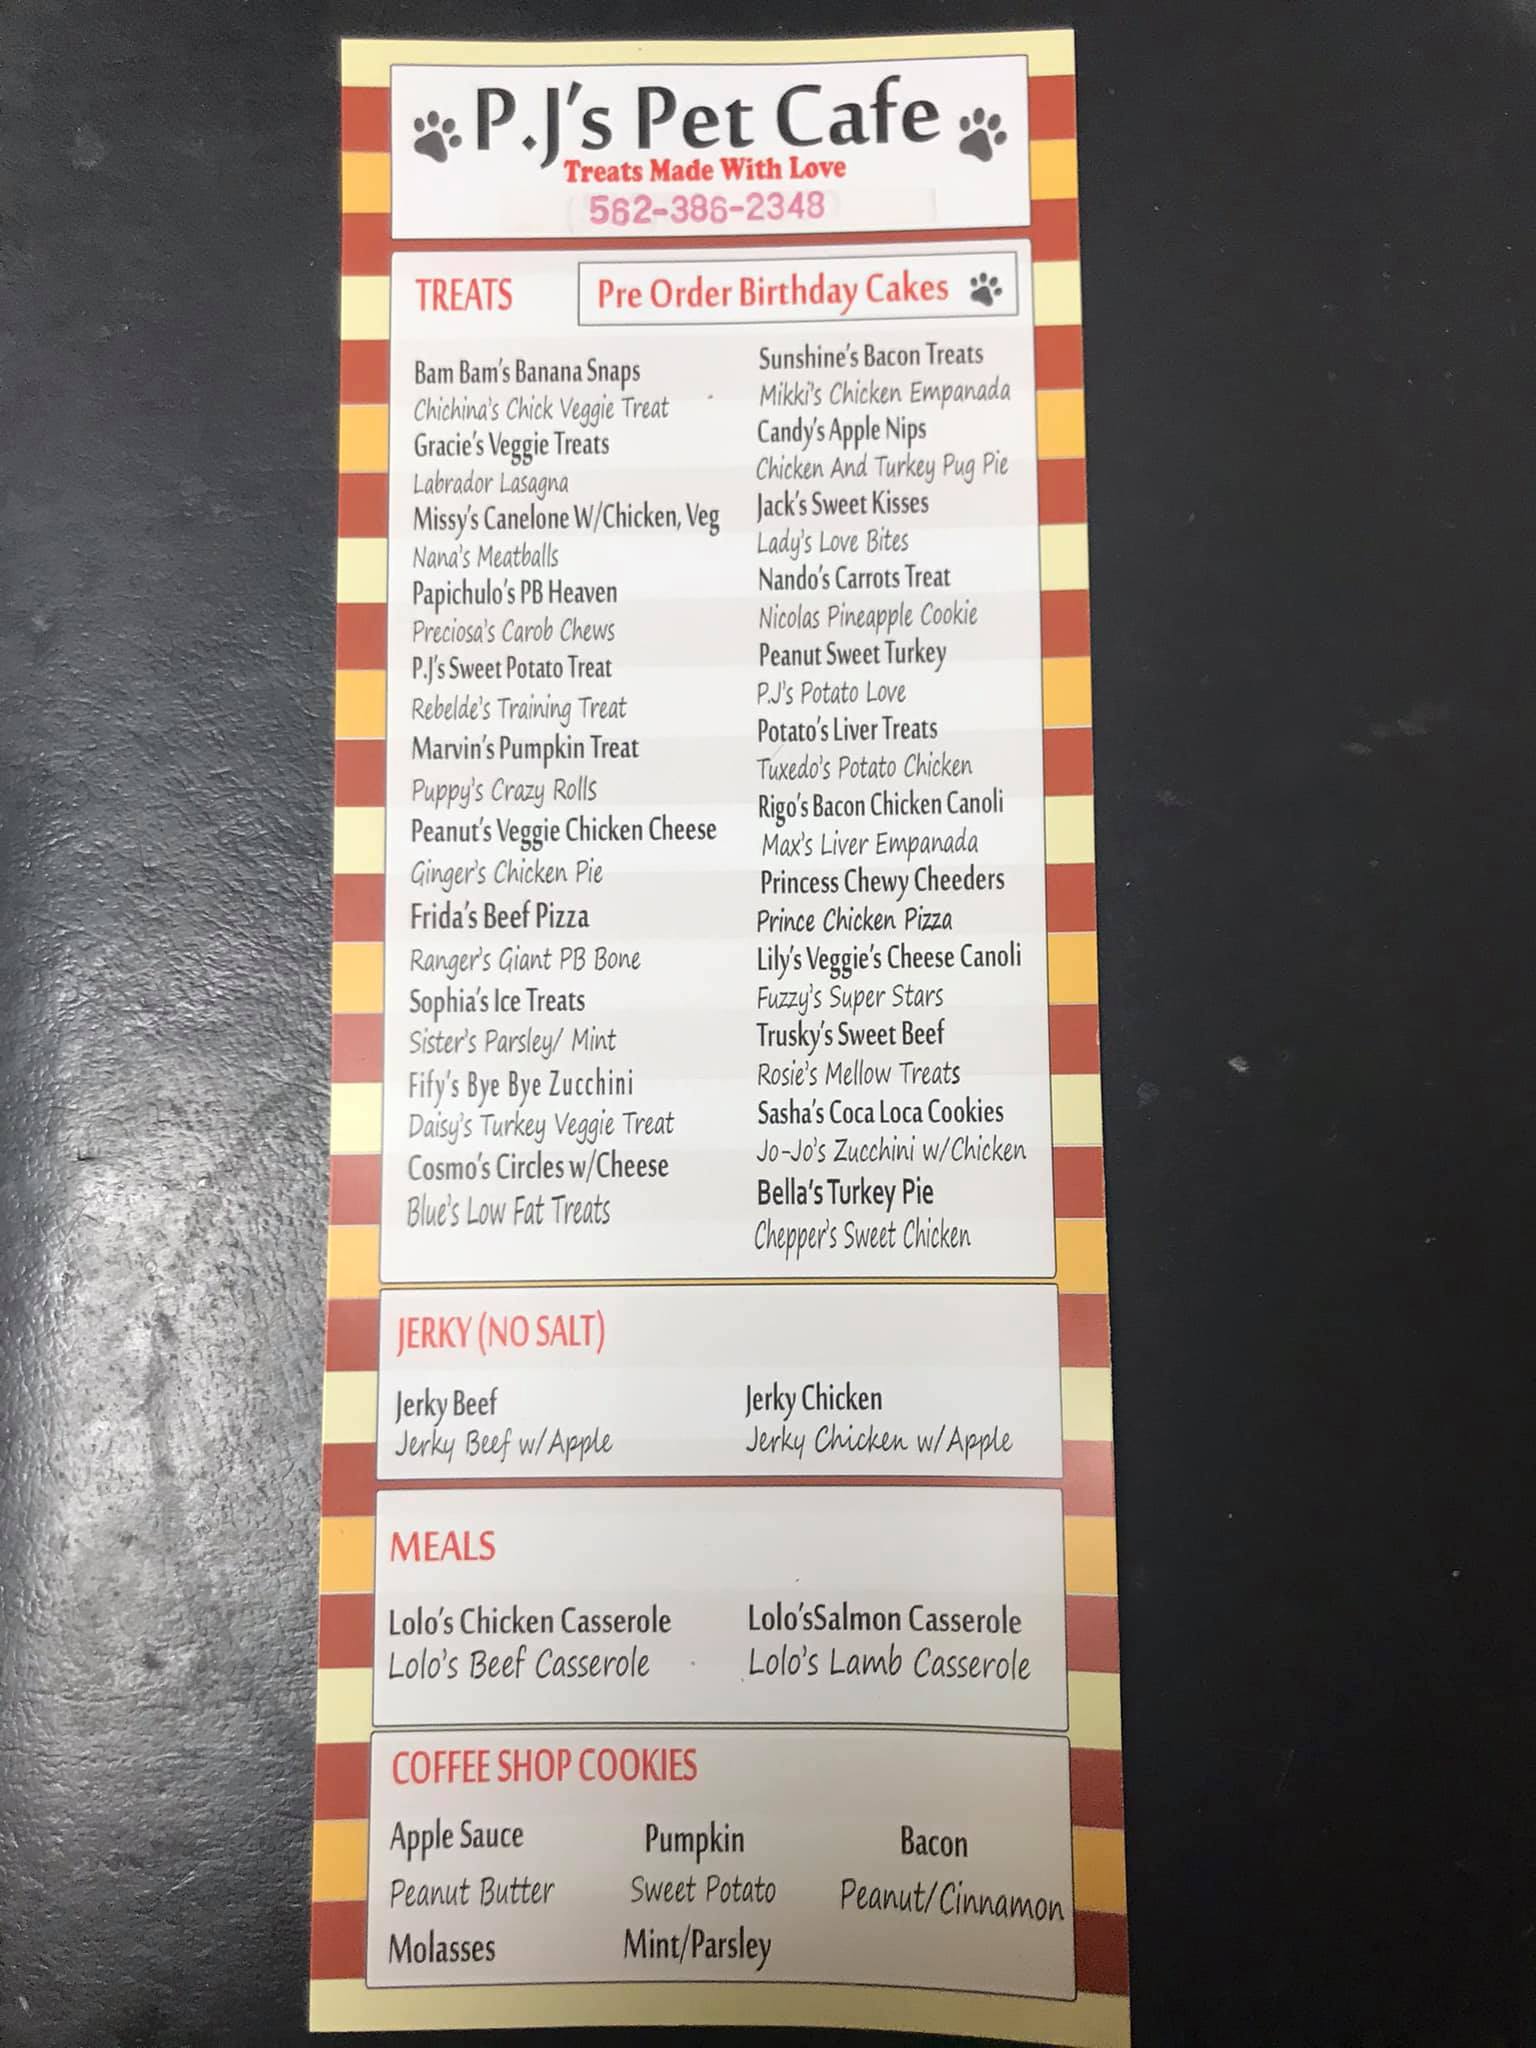 P.J's Pet Cafe
Treats Made With Love
562-386-2348
TREATS
Pre Order Birthday Cakes
Bam Bam's Banana Snaps
Chichina's Chick Veggie Treat
Gracie's Veggie Treats
Labrador Lasagna
Missy's Canelone W/Chicken, Veg
Nana's Meatballs
Papichulo's PB Heaven
Preciosa's Carob Chews
P.J's Sweet Potato Treat
Rebelde's Training Treat
Marvin's Pumpkin Treat
Puppy's Crazy Rolls
Peanut's Veggie Chicken Cheese
Ginger's Chicken Pie
Frida's Beef Pizza
Ranger's Giant PB Bone
Sophia's Ice Treats
Sister's Parsley/ Mint
Fify's Bye Bye Zucchini
Daisy's Turkey Veggie Treat
Cosmo's Circles w/Cheese
Blue's Low Fat Treats
Sunshine's Bacon Treats
Mikki's Chicken Empanada
Candy's Apple Nips
Chicken And Turkey Pug Pie
Jack's Sweet Kisses
Lady's Love Bites
Nando's Carrots Treat
Nicolas Pineapple Cookie
Peanut Sweet Turkey
P.J's Potato Love
Potato's Liver Treats
Tuxedo's Potato Chicken
Rigo's Bacon Chicken Canoli
Max's Liver Empanada
Princess Chewy Cheeders
Prince Chicken Pizza
Lily's Veggie's Cheese Canoli
Fuzzy's Super Stars
Trusky's Sweet Beef
Rosie's Mellow Treats
Sasha's Coca Loca Cookies
Jo-Jo's Zucchini w/Chicken
Bella's Turkey Pie
Chepper's Sweet Chicken
JERKY (NO SALT)
Jerky Beef
Jerky Beef w/Apple
Jerky Chicken
Jerky Chicken w/Apple
MEALS
Lolo's Chicken Casserole
Lolo's Beef Casserole
Lolo'sSalmon Casserole
Lolo's Lamb Casserole
COFFEE SHOP COOKIES
Apple Sauce
Peanut Butter
Molasses
Pumpkin
Sweet Potato
Mint/Parsley
Bacon
Peanut/Cinnamon